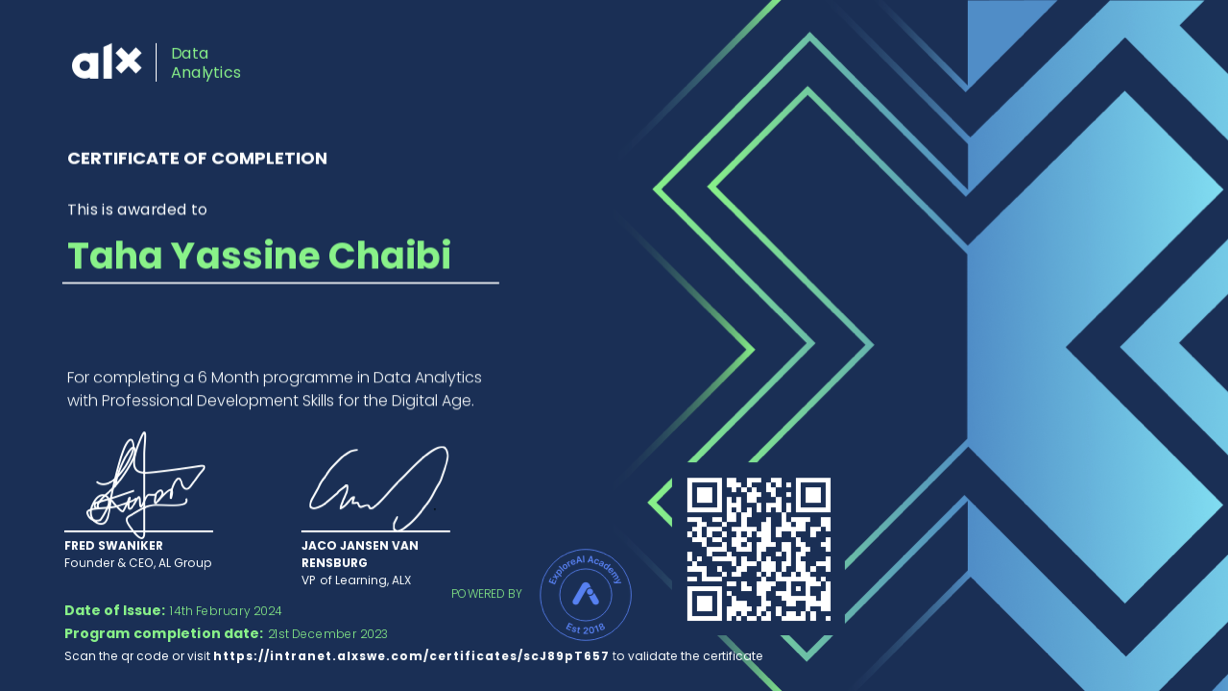 alx
Data
Analytics
CERTIFICATE OF COMPLETION
This is awarded to
Taha Yassine Chaibi
For completing a 6 Month programme in Data Analytics
with Professional Development Skills for the Digital Age.
FRED SWANIKER
Founder & CEO, AL Group
JACO JANSEN VAN
RENSBURG
VP of Learning, ALX
POWERED BY
ExploreAI Academy
Est 2018
Date of Issue: 14th February 2024
Program completion date: 21st December 2023
Scan the qr code or visit https://intranet.alxswe.com/certificates/scJ89pT657 to validate the certificate